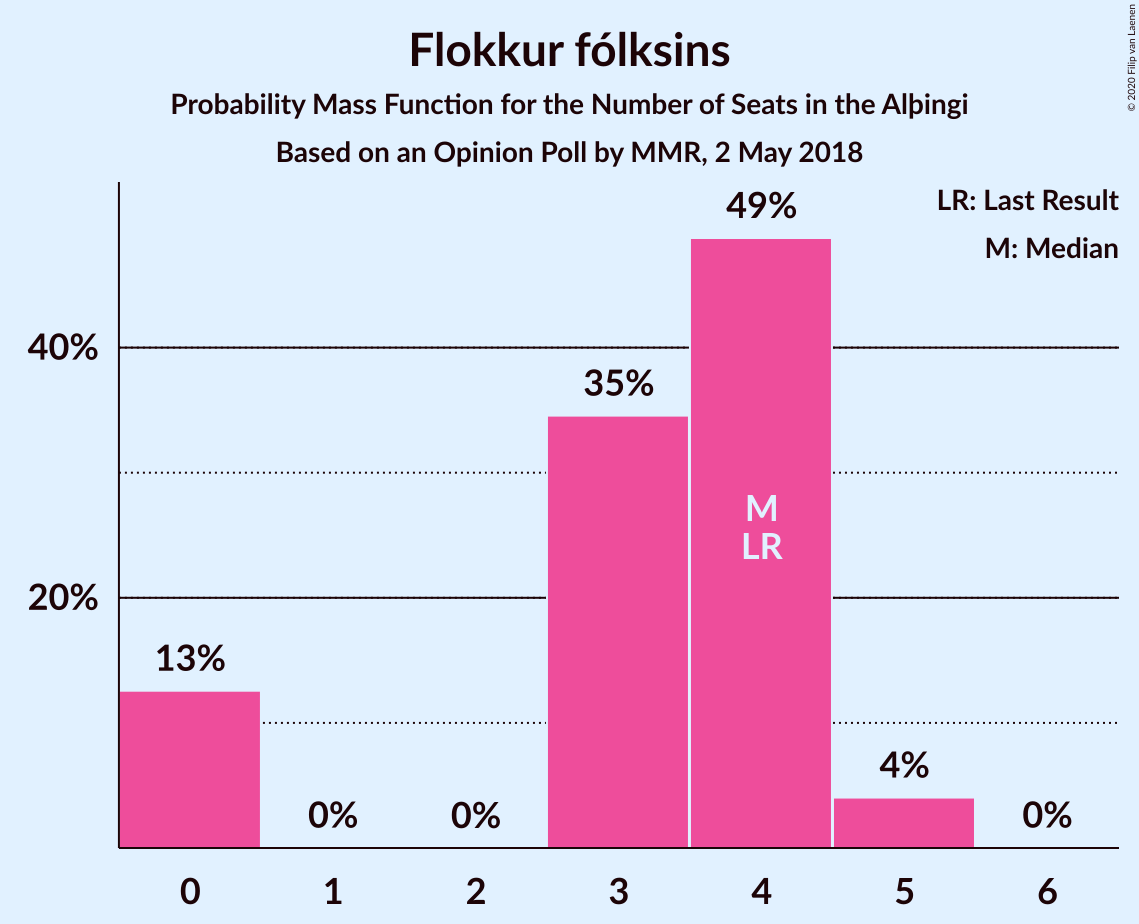 Flokkur fólksins
Probability Mass Function for the Number of Seats in the Alþingi
Based on an Opinion Poll by MMR, 2 May 2018
© 2020 Filip van Laenen
LR: Last Result
M: Median
49%
40%
35%
M
LR
20%
13%
4%
0%
0%
0%
0
1
2
3
4
5
6